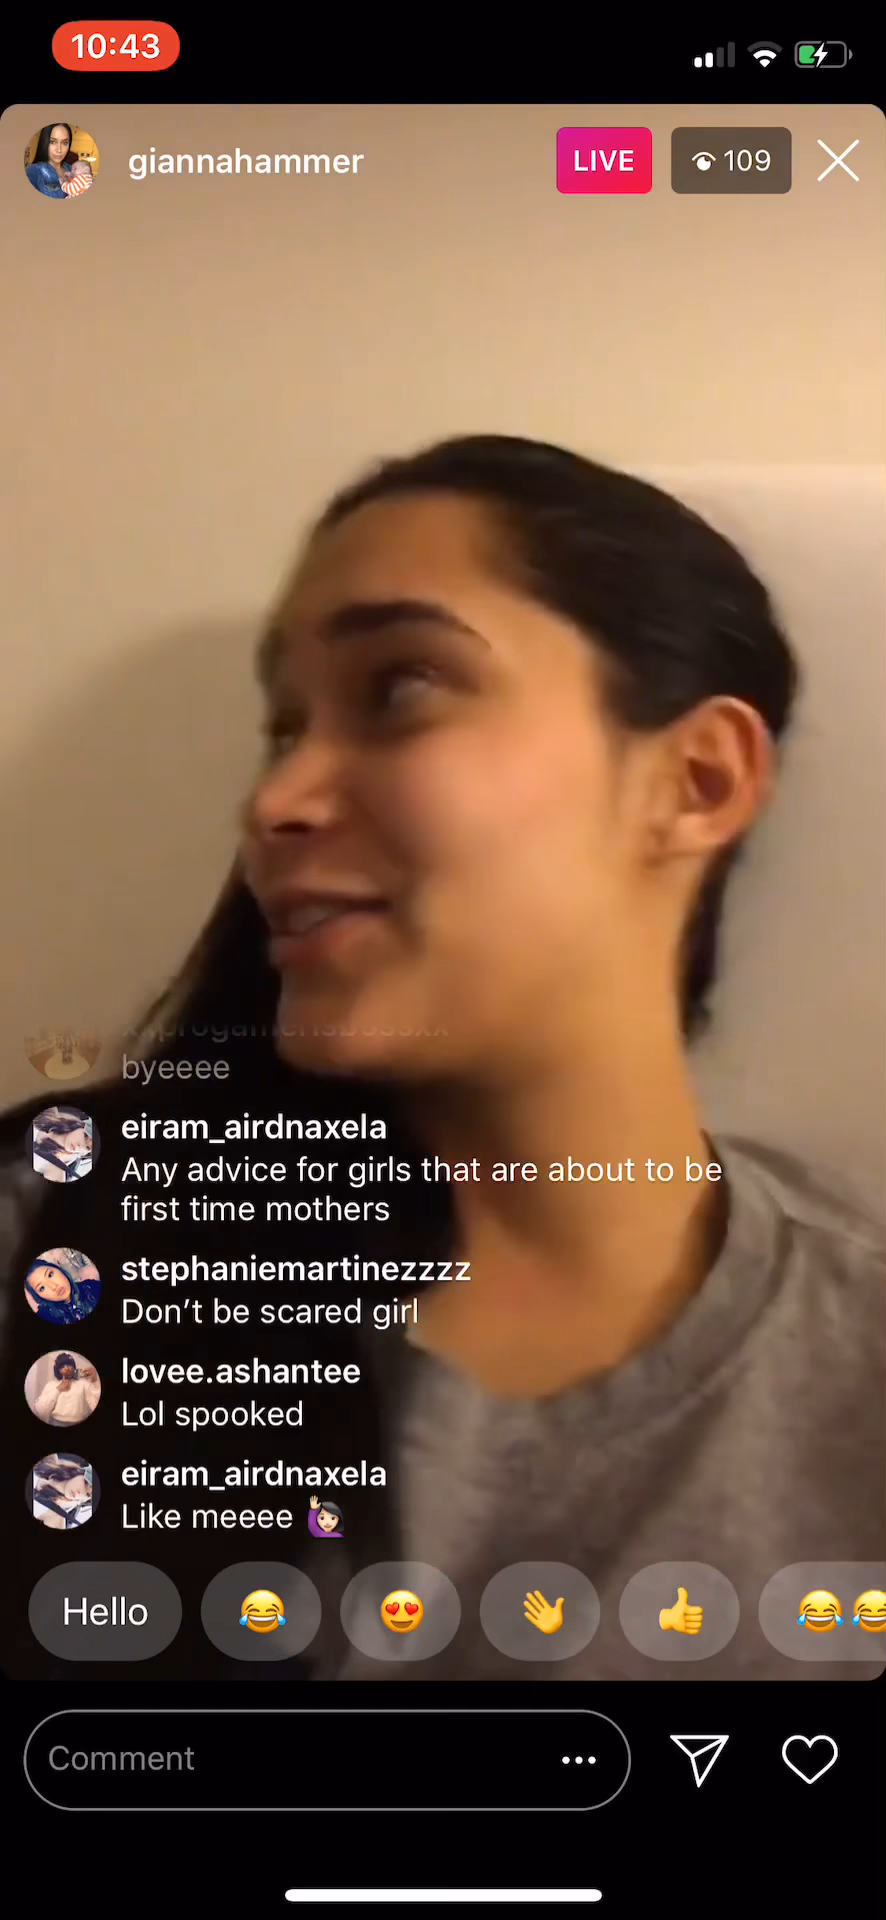 10:43
giannahammer
LIVE
109
byeeee
eiram_airdnaxela
Any advice for girls that are about to be
first time mothers
stephaniemartinezzzz
Don’t be scared girl
lovee.ashantee
Lol spooked
eiram_airdnaxela
Like meeee 🙋🏻‍♀️
Hello
Comment